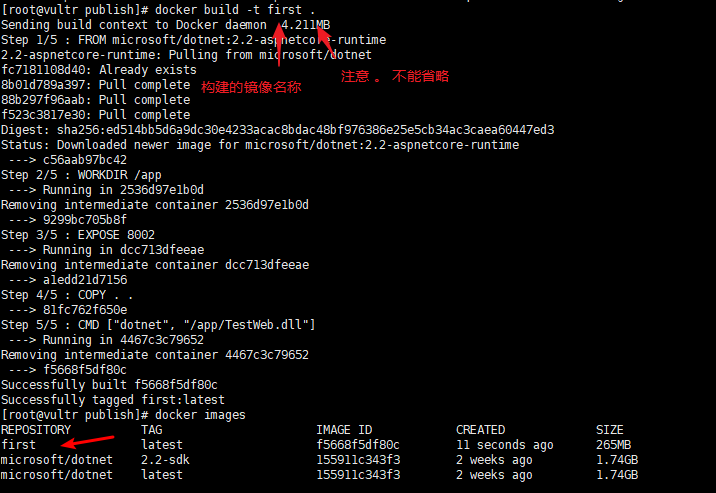 [root@vultr publish]# docker build -t first .
Sending build context to Docker daemon  4.211MB
Step 1/5 : FROM microsoft/dotnet:2.2-aspnetcore-runtime
2.2-aspnetcore-runtime: Pulling from microsoft/dotnet
fc7181108d40: Already exists
注意 。 不能省略
8b01d789a397: Pull complete
构建的镜像名称
88b297f96aab: Pull complete
f523c3817e30: Pull complete
Digest: sha256:ed514bb5d6a9dc30e4233acac8bdac48bf976386e25e5cb34ac3caea60447ed3
Status: Downloaded newer image for microsoft/dotnet:2.2-aspnetcore-runtime
 ---> c56aab97bc42
Step 2/5 : WORKDIR /app
 ---> Running in 2536d97e1b0d
Removing intermediate container 2536d97e1b0d
 ---> 9299bc705b8f
Step 3/5 : EXPOSE 8002
 ---> Running in dcc713dfeeae
Removing intermediate container dcc713dfeeae
 ---> a1edd21d7156
Step 4/5 : COPY . .
 ---> 81fc762f650e
Step 5/5 : CMD ["dotnet", "/app/TestWeb.dll"]
 ---> Running in 4467c3c79652
Removing intermediate container 4467c3c79652
 ---> f5668f5df80c
Successfully built f5668f5df80c
Successfully tagged first:latest
[root@vultr publish]# docker images
REPOSITORY          TAG                      IMAGE ID            CREATED             SIZE
first               latest                   f5668f5df80c        11 seconds ago      265MB
microsoft/dotnet    2.2-sdk                  155911c343f3        2 weeks ago         1.74GB
microsoft/dotnet    latest                   155911c343f3        2 weeks ago         1.74GB